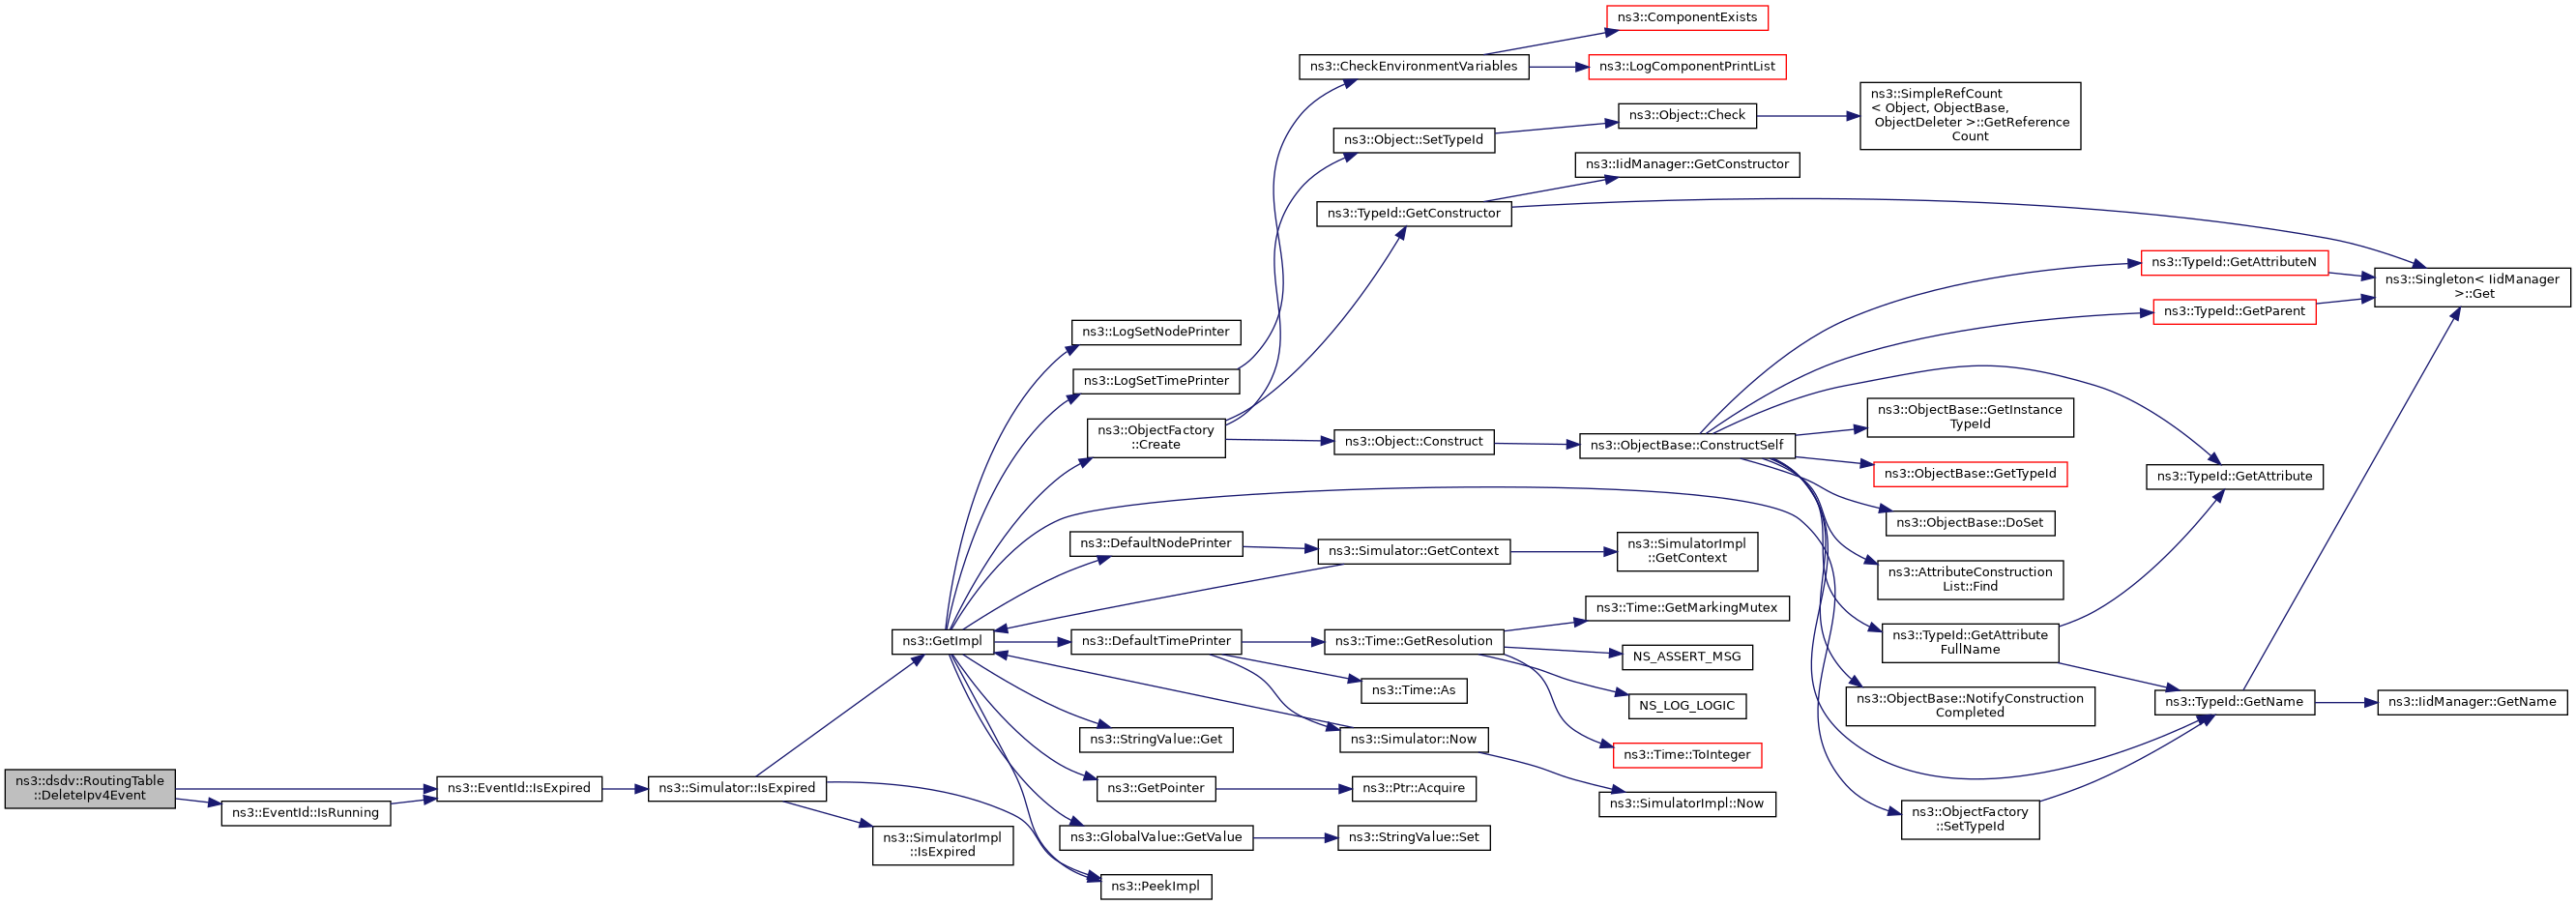 ns3::ComponentExists
ns3::CheckEnvironmentVariables
ns3::LogComponentPrintList
ns3::SimpleRefCount
< Object, ObjectBase,
ObjectDeleter >::GetReference
Count
ns3::Object::Check
ns3::Object::SetTypeId
ns3::IidManager::GetConstructor
ns3::TypeId::GetConstructor
ns3::TypeId::GetAttributeN
ns3::Singleton< IidManager
>::Get
ns3::TypeId::GetParent
ns3::LogSetNodePrinter
ns3::LogSetTimePrinter
ns3::ObjectFactory
::Create
ns3::Object::Construct
ns3::ObjectBase::ConstructSelf
ns3::ObjectBase::GetInstance
TypeId
ns3::ObjectBase::GetTypeId
ns3::TypeId::GetAttribute
ns3::ObjectBase::DoSet
ns3::DefaultNodePrinter
ns3::Simulator::GetContext
ns3::SimulatorImpl
::GetContext
ns3::AttributeConstruction
List::Find
ns3::Time::GetMarkingMutex
ns3::GetImpl
ns3::DefaultTimePrinter
ns3::Time::GetResolution
NS_ASSERT_MSG
ns3::TypeId::GetAttribute
FullName
ns3::Time::As
NS_LOG_LOGIC
ns3::ObjectBase::NotifyConstruction
Completed
ns3::TypeId::GetName
ns3::IidManager::GetName
ns3::StringValue::Get
ns3::Simulator::Now
ns3::Time::ToInteger
ns3::dsdv::RoutingTable
::DeleteIpv4Event
ns3::EventId::IsExpired
ns3::Simulator::IsExpired
ns3::GetPointer
ns3::Ptr::Acquire
ns3::SimulatorImpl::Now
ns3::EventId::IsRunning
ns3::ObjectFactory
::SetTypeId
ns3::SimulatorImpl
::IsExpired
ns3::GlobalValue::GetValue
ns3::StringValue::Set
ns3::PeekImpl